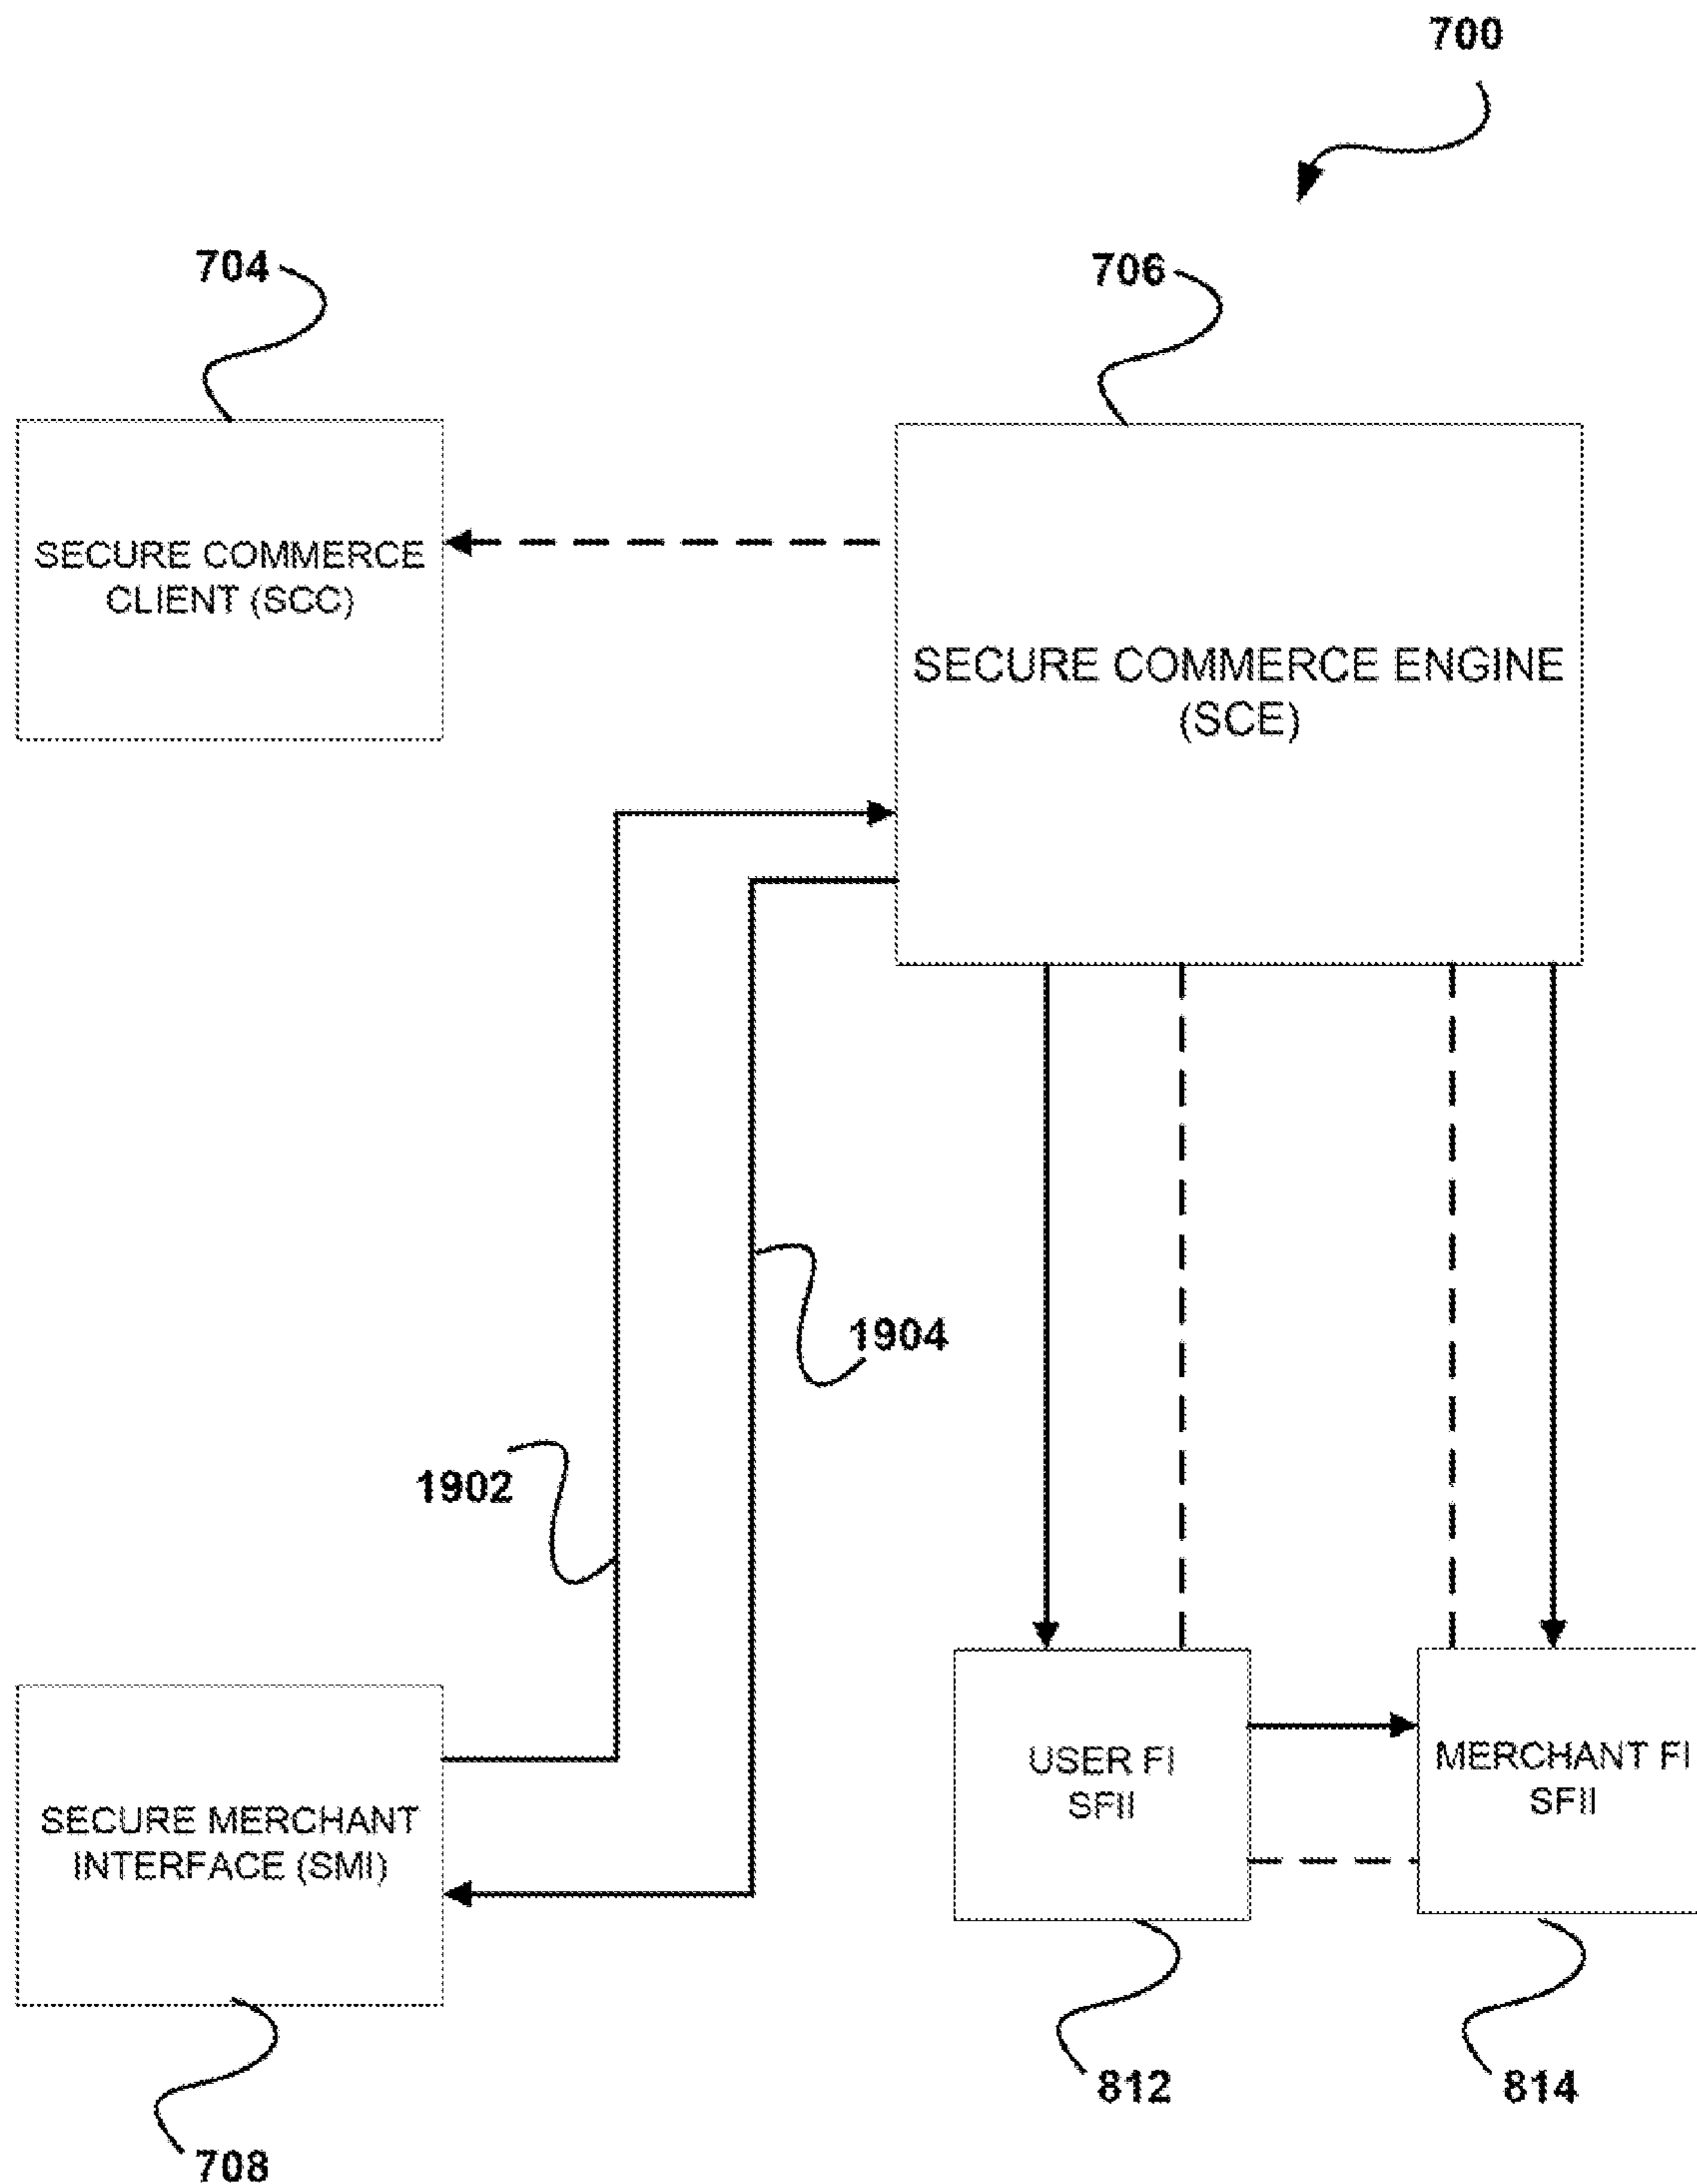 700
704
706
SECURE COMMERCE
CLIENT (SCC)
SECURE COMMERCE ENGINE
(SCE)
1904
1902
USER FI
SFII
MERCHANT FI
SFII
SECURE MERCHANT
INTERFACE (SMI)
812
814
708